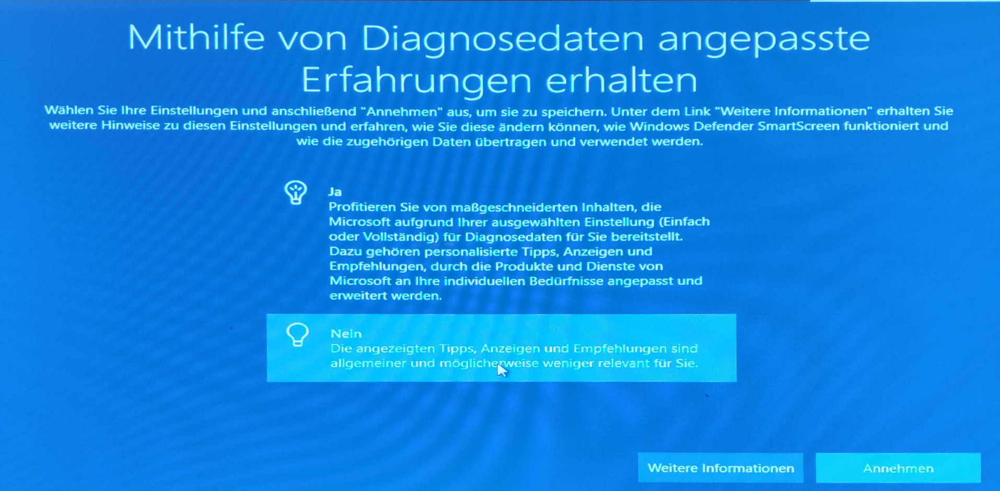 Mithilfe von Diagnosedaten angepasste
Erfahrungen erhalten
Wählen Sie Ihre Einstellungen und anschließend "Annehmen" aus, um sie zu speichern. Unter dem Link "Weitere Informationen" erhalten Sie
weitere Hinweise zu diesen Einstellungen und erfahren, wie Sie diese ändern können, wie Windows Defender SmartScreen funktioniert und
wie die zugehörigen Daten übertragen und verwendet werden.
Ja
Profitieren Sie von maßgeschneiderten Inhalten, die
Microsoft aufgrund Ihrer ausgewählten Einstellung (Einfach
oder Vollständig) für Diagnosedaten für Sie bereitstellt.
Dazu gehören personalisierte Tipps, Anzeigen und
Empfehlungen, durch die Produkte und Dienste von
Microsoft an Ihre individuellen Bedürfnisse angepasst und
erweitert werden.
Nein
Die angezeigten Tipps, Anzeigen und Empfehlungen sind
allgemeiner und möglicherweise weniger relevant für Sie.
Weitere Informationen
Annehmen